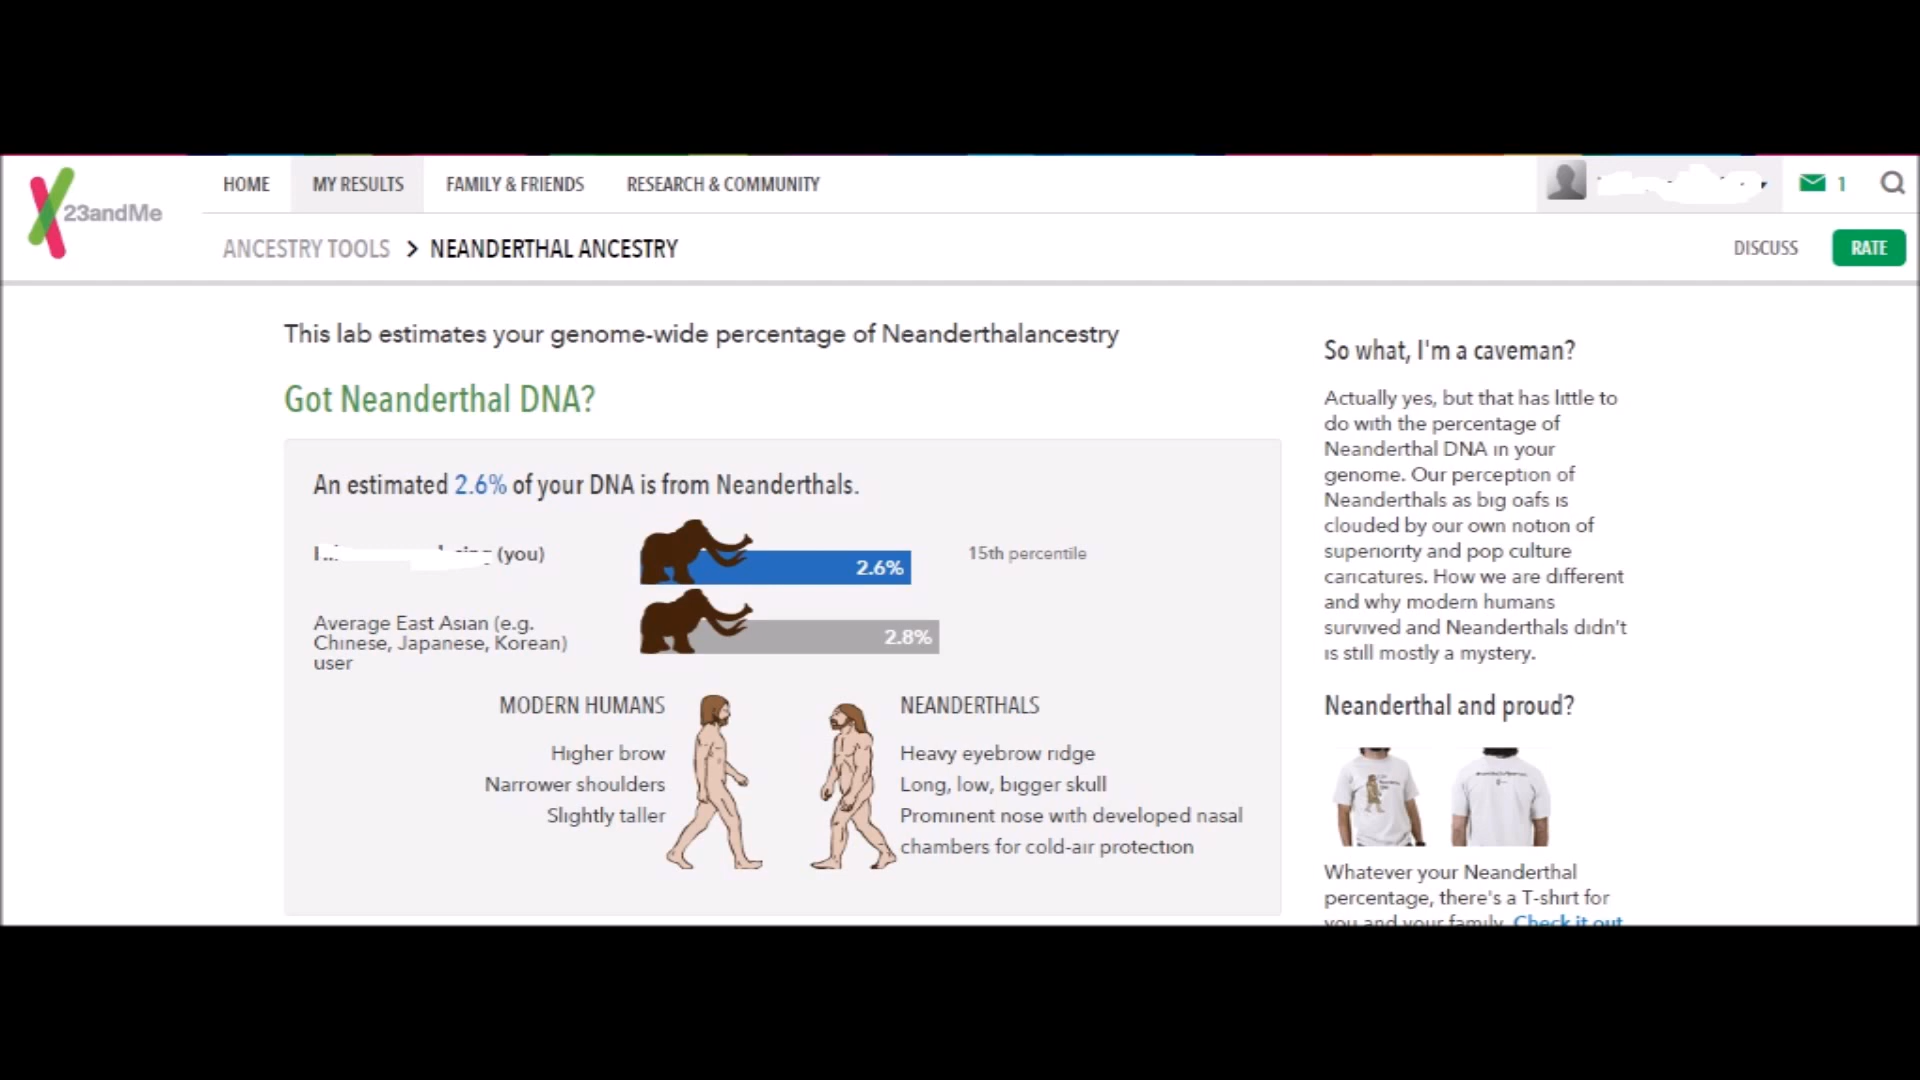 23andMe
HOME
MY RESULTS
FAMILY & FRIENDS
RESEARCH & COMMUNITY
1
ANCESTRY TOOLS > NEANDERTHAL ANCESTRY
DISCUSS
RATE
This lab estimates your genome-wide percentage of Neanderthalancestry
Got Neanderthal DNA?
An estimated 2.6% of your DNA is from Neanderthals.
(you)
2.6%
15th percentile
Average East Asian (e.g.
Chinese, Japanese, Korean)
user
2.8%
MODERN HUMANS
Higher brow
Narrower shoulders
Slightly taller
NEANDERTHALS
Heavy eyebrow ridge
Long, low, bigger skull
Prominent nose with developed nasal
chambers for cold-air protection
So what, I'm a caveman?
Actually yes, but that has little to
do with the percentage of
Neanderthal DNA in your
genome. Our perception of
Neanderthals as big oafs is
clouded by our own notion of
superiority and pop culture
caricatures. How we are different
and why modern humans
survived and Neanderthals didn't
is still mostly a mystery.
Neanderthal and proud?
Whatever your Neanderthal
percentage, there's a T-shirt for
you and your family. Check it out